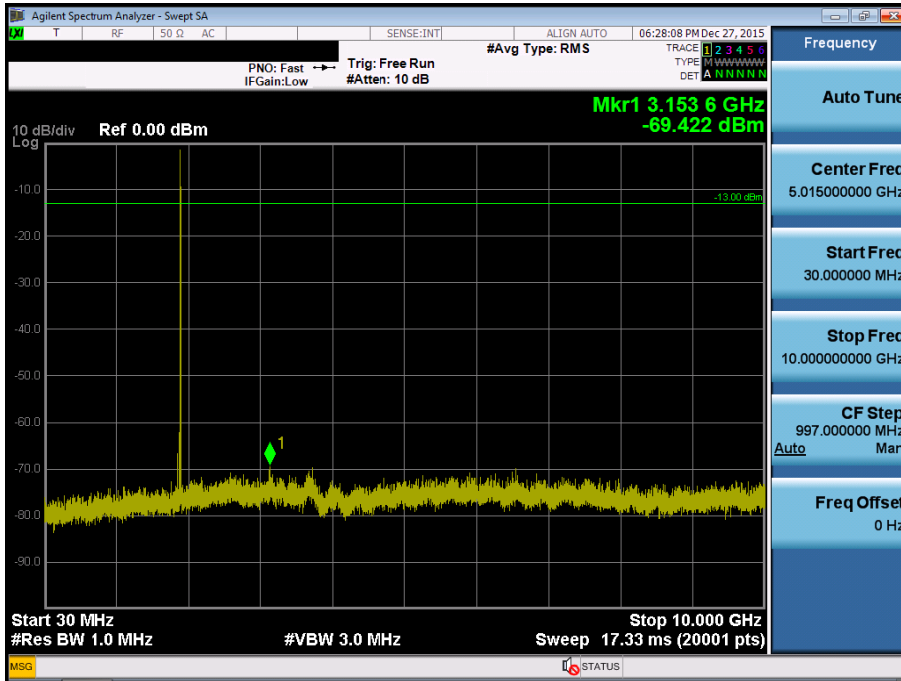 Agilent Spectrum Analyzer - Swept SA
LXI T RF 50 Ω AC SENSE:INT ALIGN AUTO 06:28:08 PM Dec 27, 2015
#Avg Type: RMS
TRACE 1 2 3 4 5 6
TYPE M WWWWW
DET A N N N N N
PNO: Fast
IFGain:Low
Trig: Free Run
#Atten: 10 dB
Mkr1 3.153 6 GHz
-69.422 dBm
10 dB/div Ref 0.00 dBm
Log
-10.0
-13.00 dBm
-20.0
-30.0
-40.0
-50.0
-60.0
1
-70.0
-80.0
-90.0
Start 30 MHz Stop 10.000 GHz
#Res BW 1.0 MHz #VBW 3.0 MHz Sweep 17.33 ms (20001 pts)
MSG STATUS
Frequency
Auto Tune
Center Freq
5.015000000 GHz
Start Freq
30.000000 MHz
Stop Freq
10.000000000 GHz
CF Step
997.000000 MHz
Auto Man
Freq Offset
0 Hz